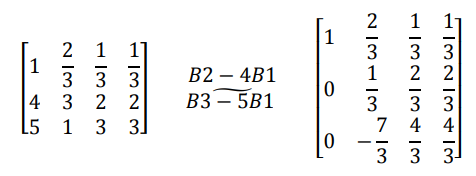 [1 2/3 1/3 1/3]
[4 3 2 2]
[5 1 3 3]
B2 − 4B1
B3 − 5B1
[1 2/3 1/3 1/3]
[0 1/3 2/3 2/3]
[0 −7/3 4/3 4/3]